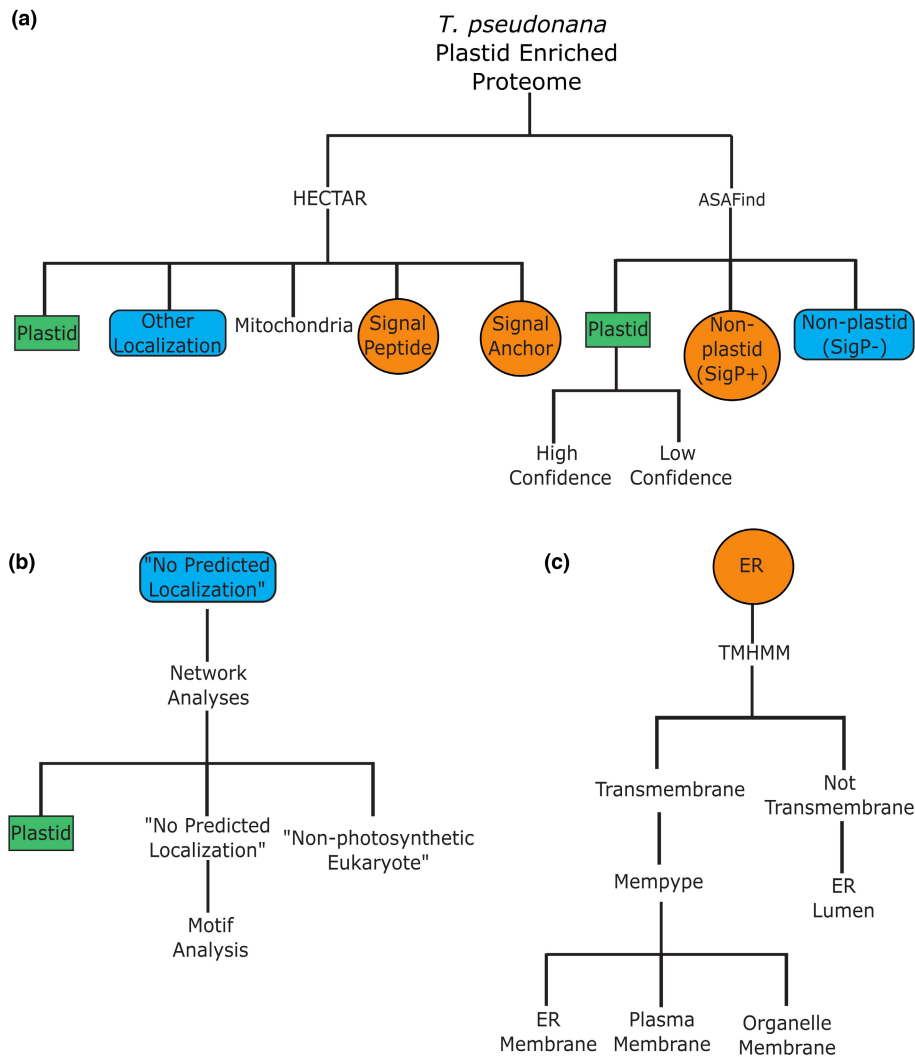 (a)
T. pseudonana
Plastid Enriched
Proteome
HECTAR
ASAFind
Plastid
Other
Localization
Mitochondria
Signal
Peptide
Signal
Anchor
Plastid
Non-
plastid
(SigP+)
Non-plastid
(SigP-)
High
Confidence
Low
Confidence
(b)
"No Predicted
Localization"
Network
Analyses
Plastid
"No Predicted
Localization"
"Non-photosynthetic
Eukaryote"
Motif
Analysis
(c)
ER
TMHMM
Transmembrane
Not
Transmembrane
Mempype
ER
Lumen
ER
Membrane
Plasma
Membrane
Organelle
Membrane